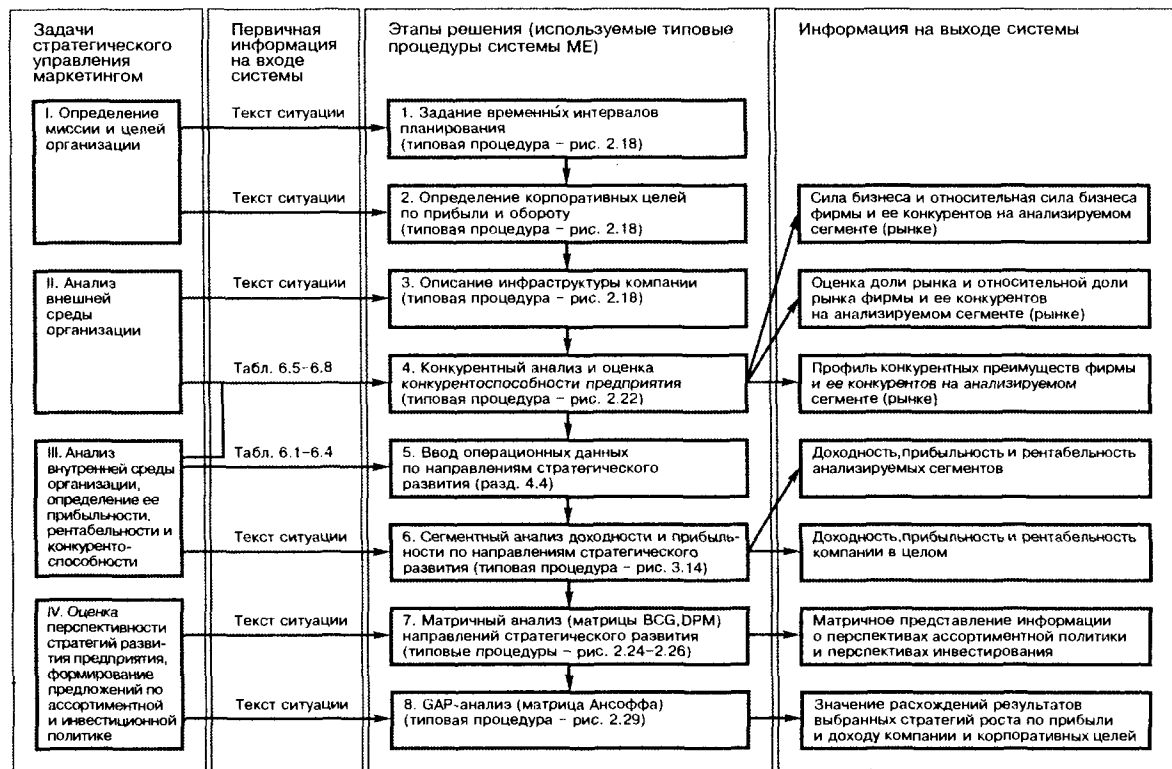 Задачи
стратегического
управления
маркетингом
Первичная
информация
на входе
системы
Этапы решения (используемые типовые
процедуры системы ME)
Информация на выходе системы
I. Определение
миссии и целей
организации
Текст ситуации
1. Задание временных интервалов
планирования
(типовая процедура – рис. 2.18)
Текст ситуации
2. Определение корпоративных целей
по прибыли и обороту
(типовая процедура – рис. 2.18)
Сила бизнеса и относительная сила бизнеса
фирмы и ее конкурентов на анализируемом
сегменте (рынке)
II. Анализ
внешней
среды
организации
Текст ситуации
3. Описание инфраструктуры компании
(типовая процедура – рис. 2.18)
Оценка доли рынка и относительной доли
рынка фирмы и ее конкурентов
на анализируемом сегменте (рынке)
Табл. 6.5–6.8
4. Конкурентный анализ и оценка
конкурентоспособности предприятия
(типовая процедура – рис. 2.22)
Профиль конкурентных преимуществ фирмы
и ее конкурентов на анализируемом
сегменте (рынке)
III. Анализ
внутренней среды
организации,
определение ее
прибыльности,
рентабельности и
конкуренто-
способности
Табл. 6.1–6.4
5. Ввод операционных данных
по направлениям стратегического
развития (разд. 4.4)
Доходность, прибыльность и рентабельность
анализируемых сегментов
Текст ситуации
6. Сегментный анализ доходности и прибыль-
ности по направлениям стратегического
развития (типовая процедура – рис. 3.14)
Доходность, прибыльность и рентабельность
компании в целом
IV. Оценка
перспективности
стратегий разви-
тия предприятия,
формирование
предложений по
ассортиментной
и инвестиционной
политике
Текст ситуации
7. Матричный анализ (матрицы BCG, DPM)
направлений стратегического развития
(типовые процедуры – рис. 2.24–2.26)
Матричное представление информации
о перспективах ассортиментной политики
и перспективах инвестирования
Текст ситуации
8. GAP-анализ (матрица Ансоффа)
(типовая процедура – рис. 2.29)
Значение расхождений результатов
выбранных стратегий роста по прибыли
и доходу компании и корпоративных целей